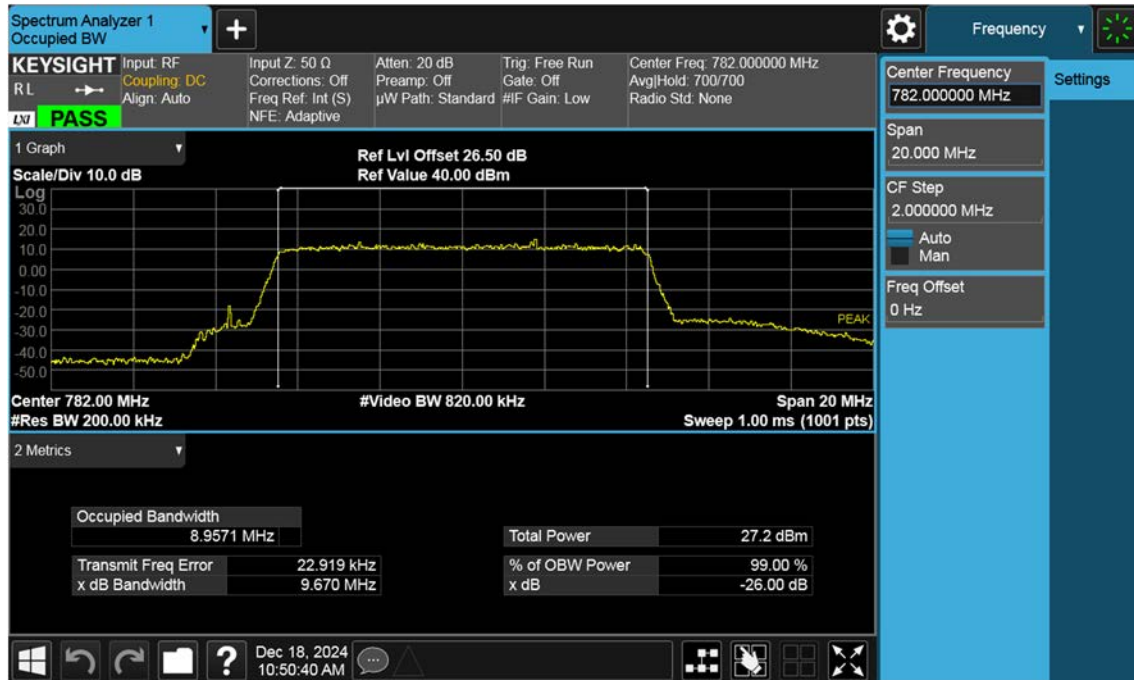 Spectrum Analyzer 1
Occupied BW
Frequency
KEYSIGHT
R L
LXI
PASS
Input: RF
Coupling: DC
Align: Auto
Input Z: 50 Ω
Corrections: Off
Freq Ref: Int (S)
NFE: Adaptive
Atten: 20 dB
Preamp: Off
µW Path: Standard
Trig: Free Run
Gate: Off
#IF Gain: Low
Center Freq: 782.000000 MHz
Avg|Hold: 700/700
Radio Std: None
Center Frequency
782.000000 MHz
Settings
Span
20.000 MHz
CF Step
2.000000 MHz
Auto
Man
Freq Offset
0 Hz
1 Graph
Scale/Div 10.0 dB
Ref Lvl Offset 26.50 dB
Ref Value 40.00 dBm
Log
30.0
20.0
10.0
0.00
-10.0
-20.0
-30.0
-40.0
-50.0
PEAK
Center 782.00 MHz
#Video BW 820.00 kHz
Span 20 MHz
#Res BW 200.00 kHz
Sweep 1.00 ms (1001 pts)
2 Metrics
Occupied Bandwidth
8.9571 MHz
Total Power 27.2 dBm
Transmit Freq Error 22.919 kHz
% of OBW Power 99.00 %
x dB Bandwidth 9.670 MHz
x dB -26.00 dB
?
Dec 18, 2024
10:50:40 AM